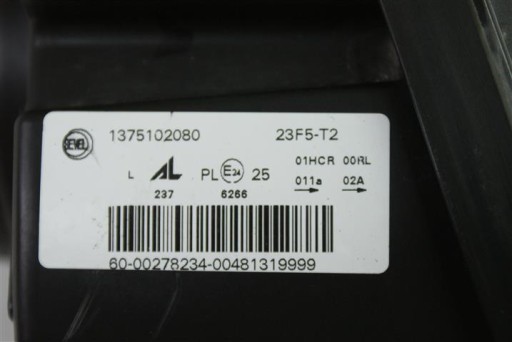 SEVEL 1375102080 23F5-T2
L AL PL E24 25 01HCR 00RL
237 6266 011a 02A
60-00278234-00481319999